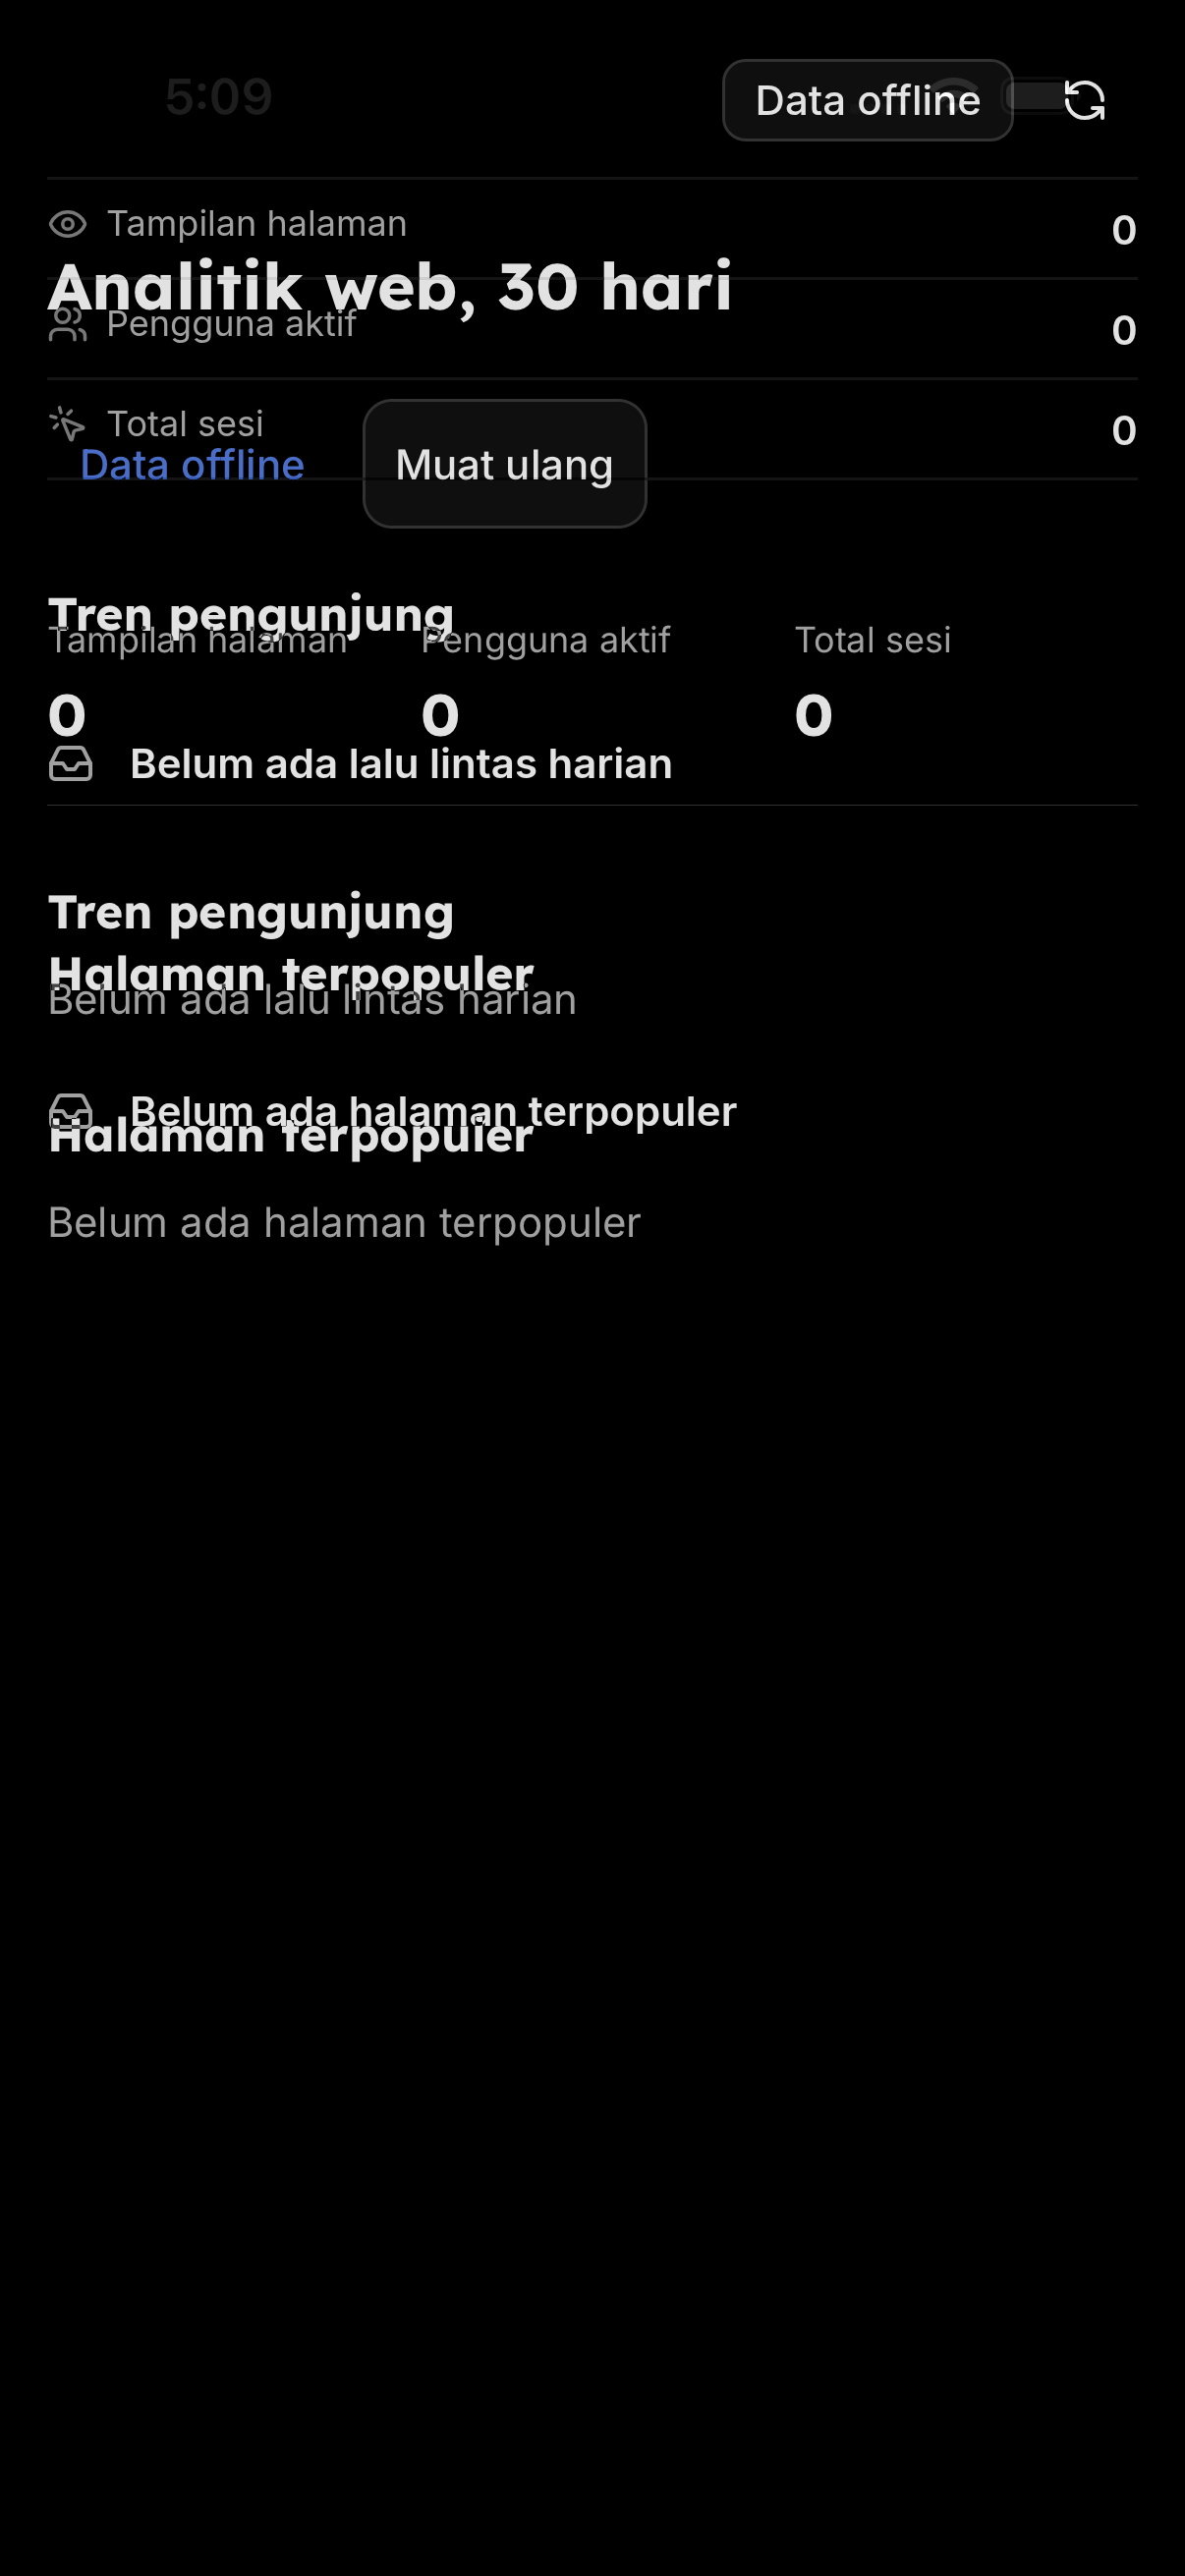 5:09
Data offline
Tampilan halaman
0
Analitik web, 30 hari
Pengguna aktif
0
Total sesi
0
Data offline
Muat ulang
Tren pengunjung
Tampilan halaman
Pengguna aktif
Total sesi
0
0
0
Belum ada lalu lintas harian
Tren pengunjung
Halaman terpopuler
Belum ada lalu lintas harian
Belum ada halaman terpopuler
Halaman terpopuler
Belum ada halaman terpopuler